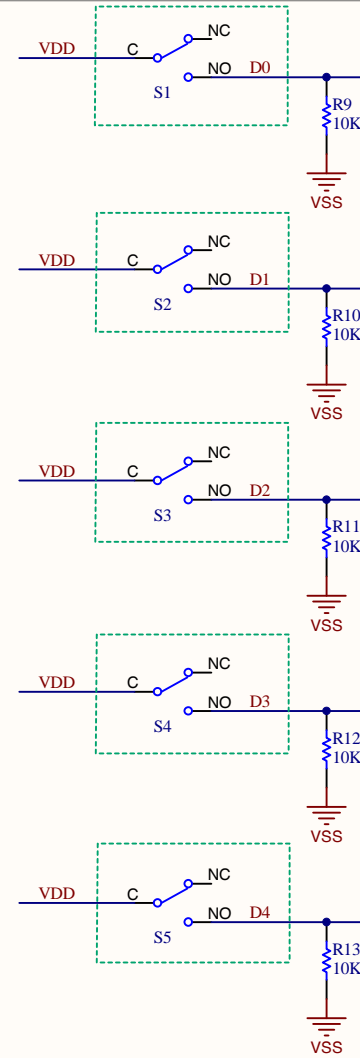 NC
VDD C
NO D0
S1
R9
10K
VSS
NC
VDD C
NO D1
S2
R10
10K
VSS
NC
VDD C
NO D2
S3
R11
10K
VSS
NC
VDD C
NO D3
S4
R12
10K
VSS
NC
VDD C
NO D4
S5
R13
10K
VSS